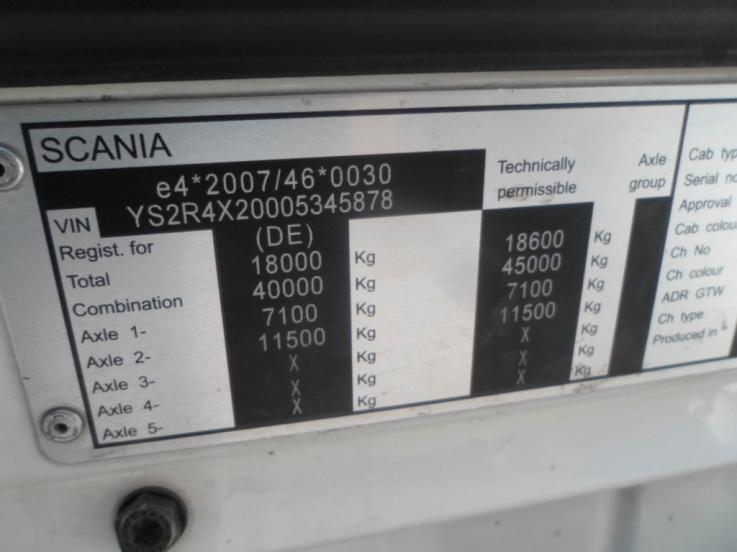 SCANIA
e4*2007/46*0030
VIN YS2R4X20005345878
Regist. for (DE)
Total 18000 Kg 18600 Kg
Combination 40000 Kg 45000 Kg
Axle 1- 7100 Kg 7100 Kg
Axle 2- 11500 Kg 11500 Kg
Axle 3- X Kg X Kg
Axle 4- X Kg X Kg
Axle 5- X Kg X Kg
Technically
permissible
Axle
group
Cab typ
Serial no
Approval
Cab colou
Ch No
Ch colour
ADR GTW
Ch type
Produced in